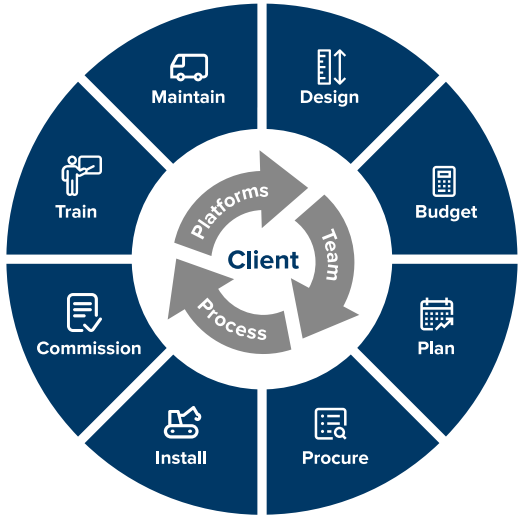 Maintain
Design
Train
Budget
Platforms
Team
Process
Client
Commission
Plan
Install
Procure